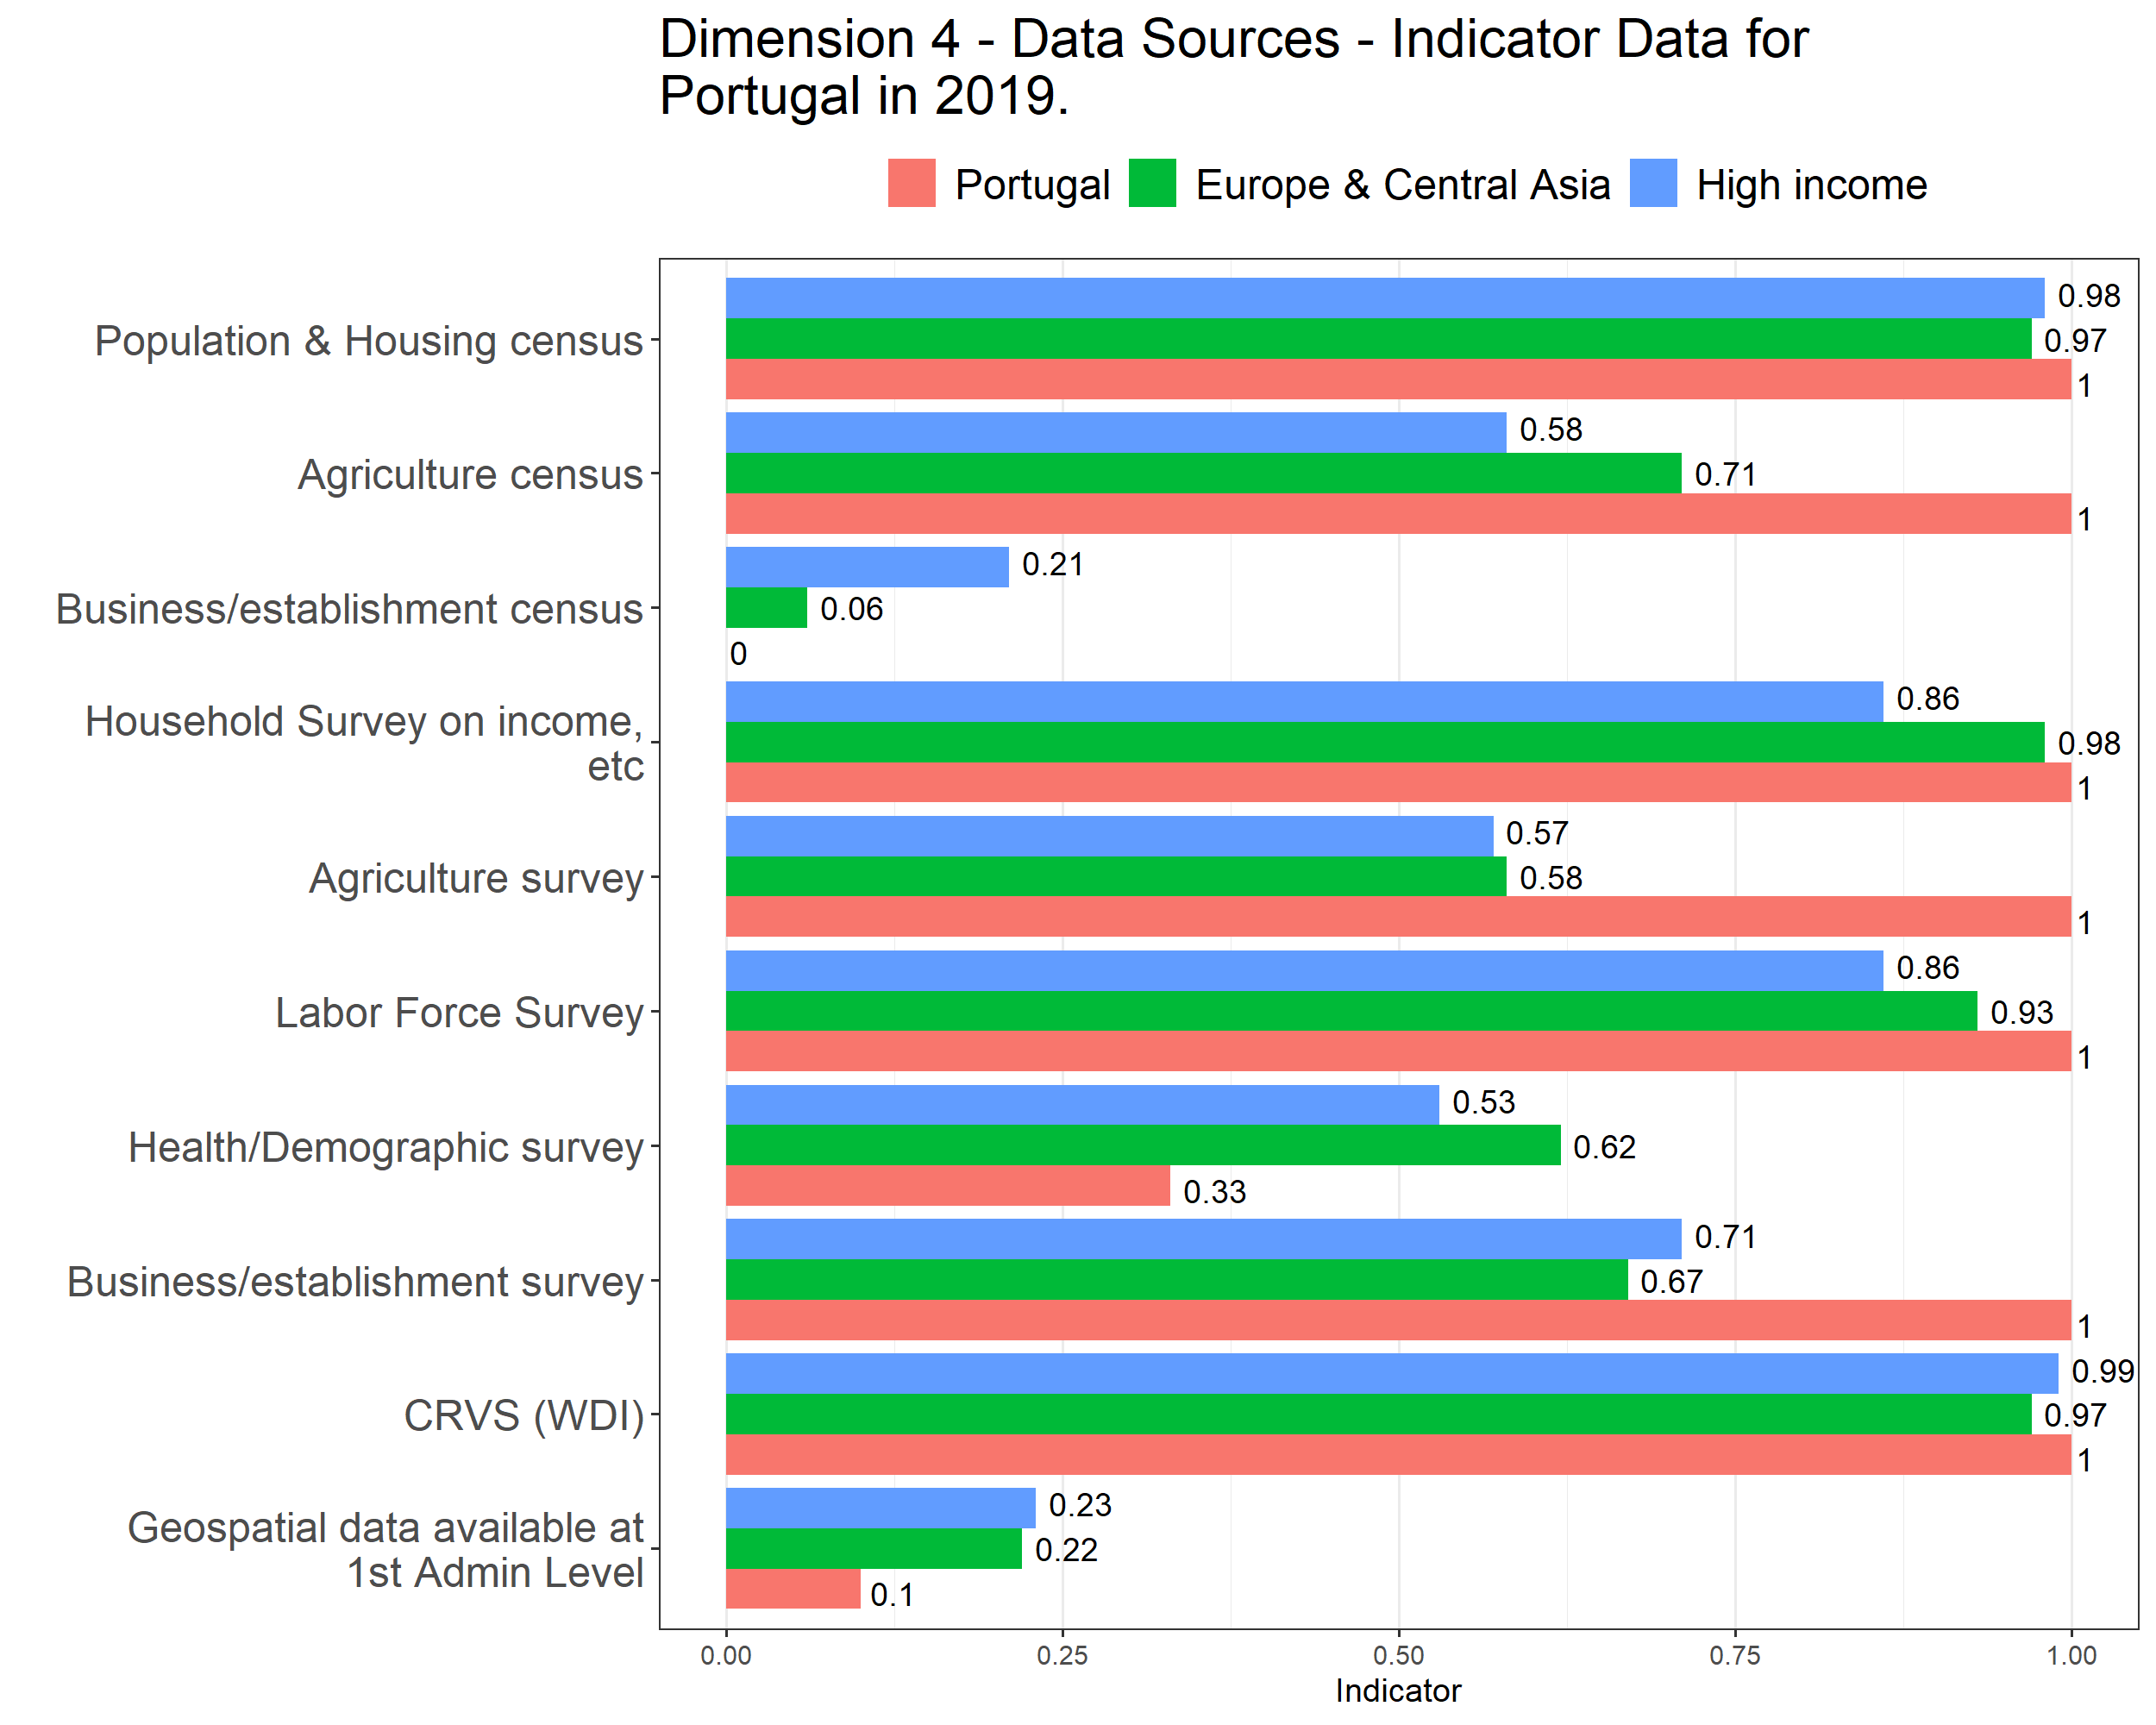 Dimension 4 - Data Sources - Indicator Data for
Portugal in 2019.
Portugal
Europe & Central Asia
High income
Population & Housing census
0.98
0.97
1
Agriculture census
0.58
0.71
1
Business/establishment census
0.21
0.06
0
Household Survey on income,
etc
0.86
0.98
1
Agriculture survey
0.57
0.58
1
Labor Force Survey
0.86
0.93
1
Health/Demographic survey
0.53
0.62
0.33
Business/establishment survey
0.71
0.67
1
CRVS (WDI)
0.99
0.97
1
Geospatial data available at
1st Admin Level
0.23
0.22
0.1
0.00
0.25
0.50
0.75
1.00
Indicator